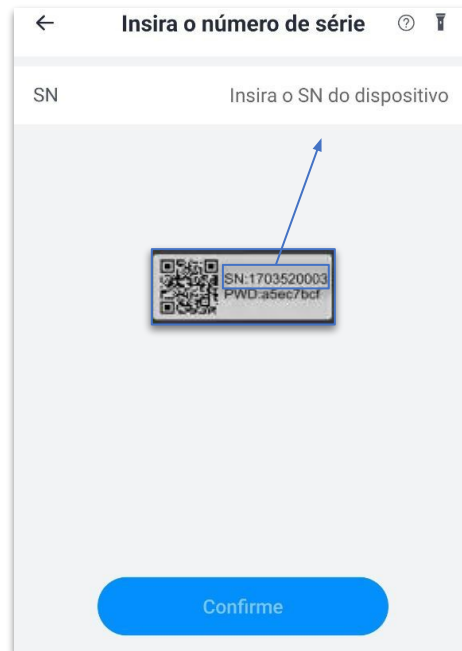 Insira o número de série
SN
Insira o SN do dispositivo
SN:1703520003
PWD:a5ec7bcf
Confirme